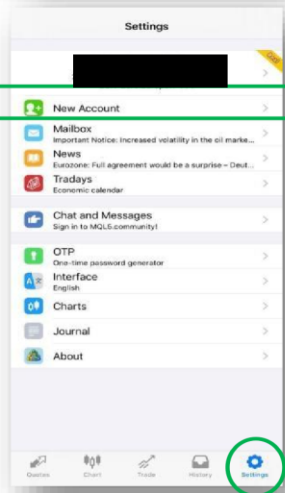 Settings
New Account
Mailbox
Important Notice: Increased volatility in the oil marke...
News
Eurozone: Full agreement would be a surprise – Deut...
Tradays
Economic calendar
Chat and Messages
Sign in to MQL5.community!
OTP
One-time password generator
Interface
English
Charts
Journal
About
Quotes
Chart
Trade
History
Settings